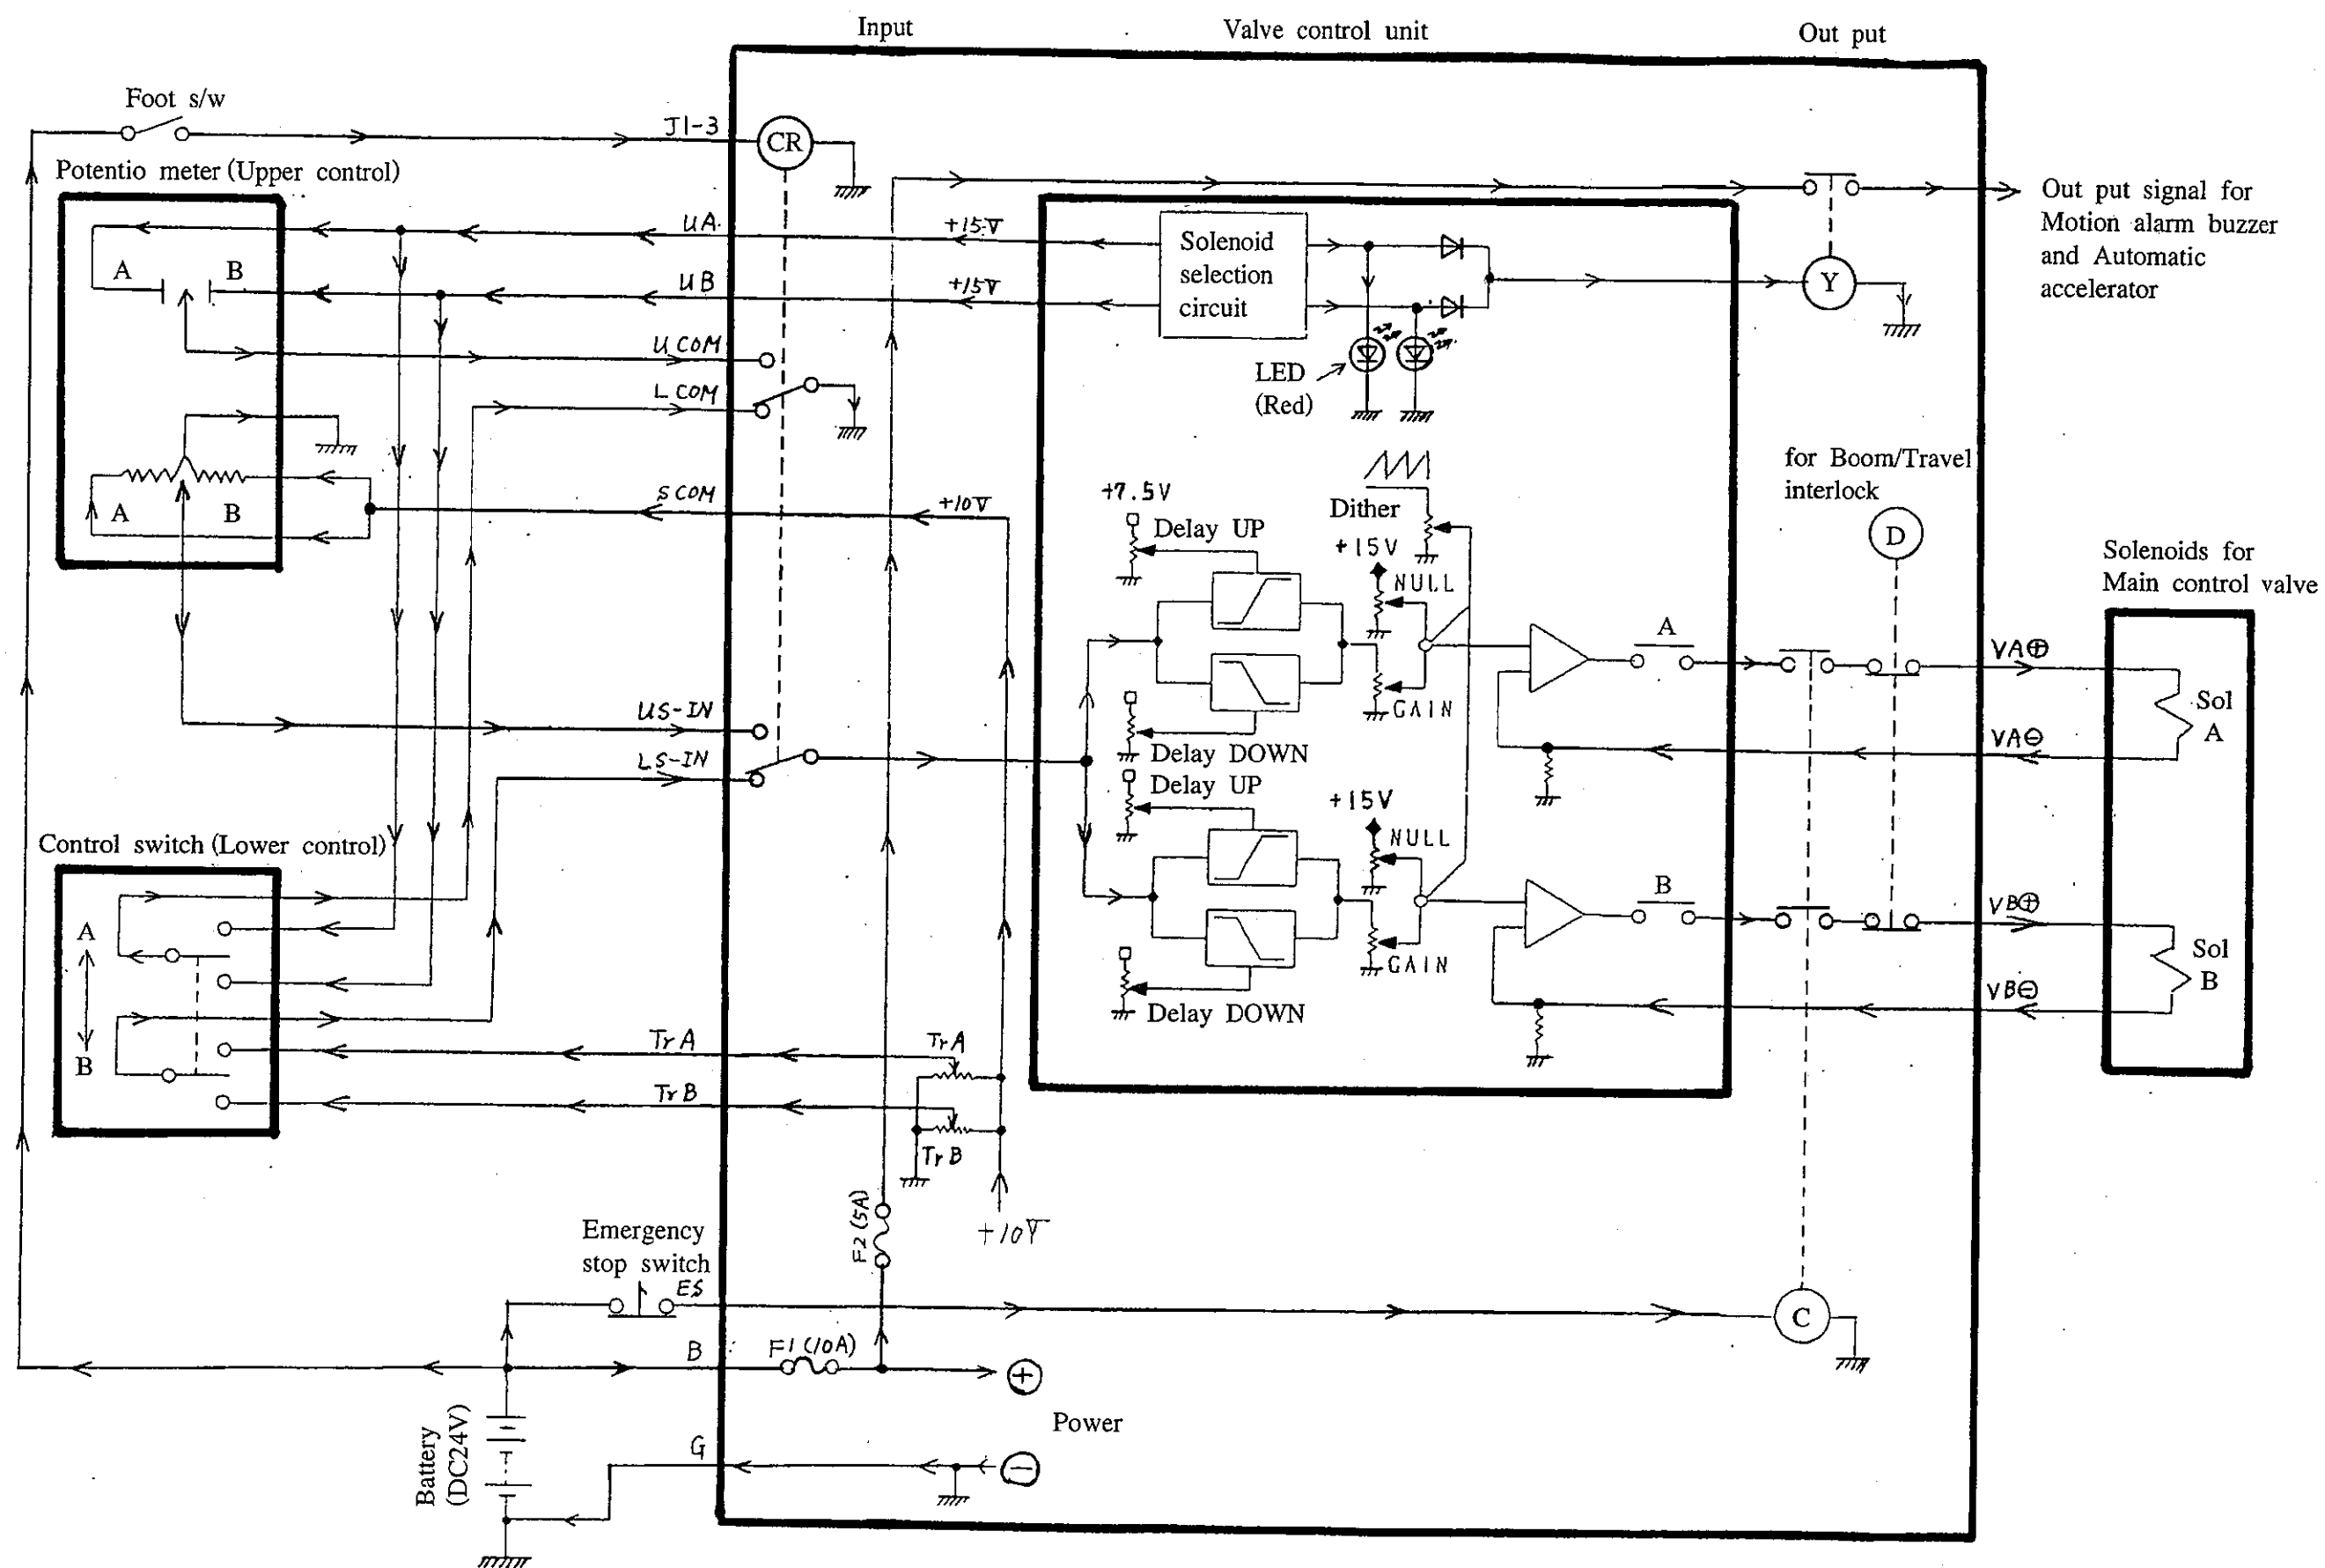 Input
Valve control unit
Out put
Foot s/w
J1-3
CR
Potentio meter (Upper control)
UA
+15V
A
B
UB
+15V
U COM
L COM
S COM
+10V
A
B
US-IN
LS-IN
Solenoid
selection
circuit
LED
(Red)
Y
Out put signal for
Motion alarm buzzer
and Automatic
accelerator
+7.5V
Delay UP
Dither
+15V
NULL
GAIN
Delay DOWN
A
Delay UP
+15V
NULL
GAIN
Delay DOWN
B
for Boom/Travel
interlock
D
Solenoids for
Main control valve
VA⊕
Sol
A
VA⊖
VB⊕
Sol
B
VB⊖
Control switch (Lower control)
A
B
TrA
TrA
TrB
TrB
+10V
F2 (5A)
Emergency
stop switch
ES
C
B
F1 (10A)
+
Power
G
−
Battery
(DC24V)